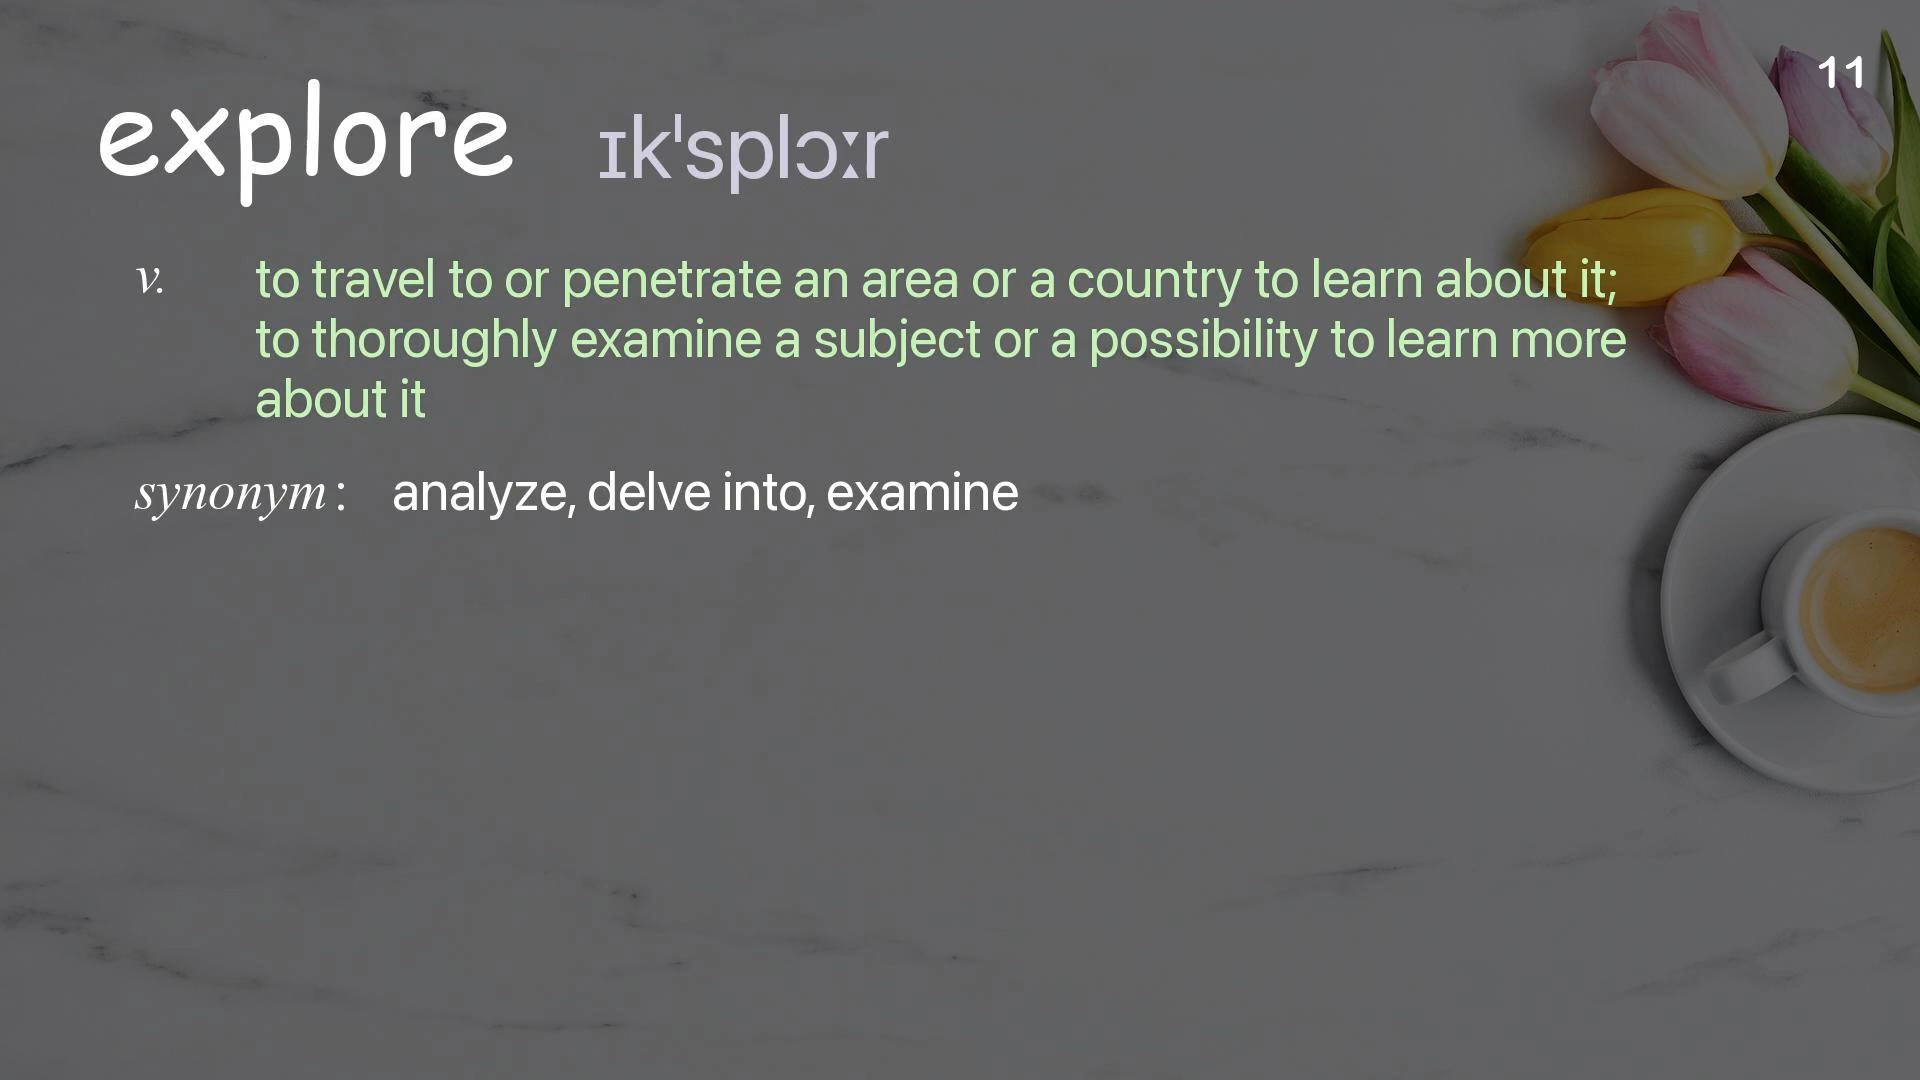 11
explore ɪkˈsplɔːr
v. to travel to or penetrate an area or a country to learn about it;
to thoroughly examine a subject or a possibility to learn more
about it
synonym : analyze, delve into, examine